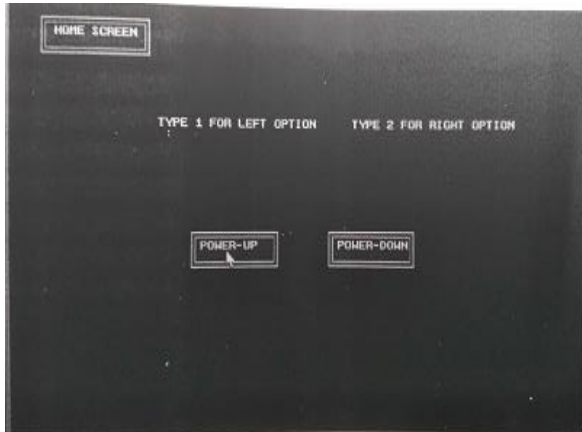 HOME SCREEN
TYPE 1 FOR LEFT OPTION TYPE 2 FOR RIGHT OPTION
POWER-UP POWER-DOWN